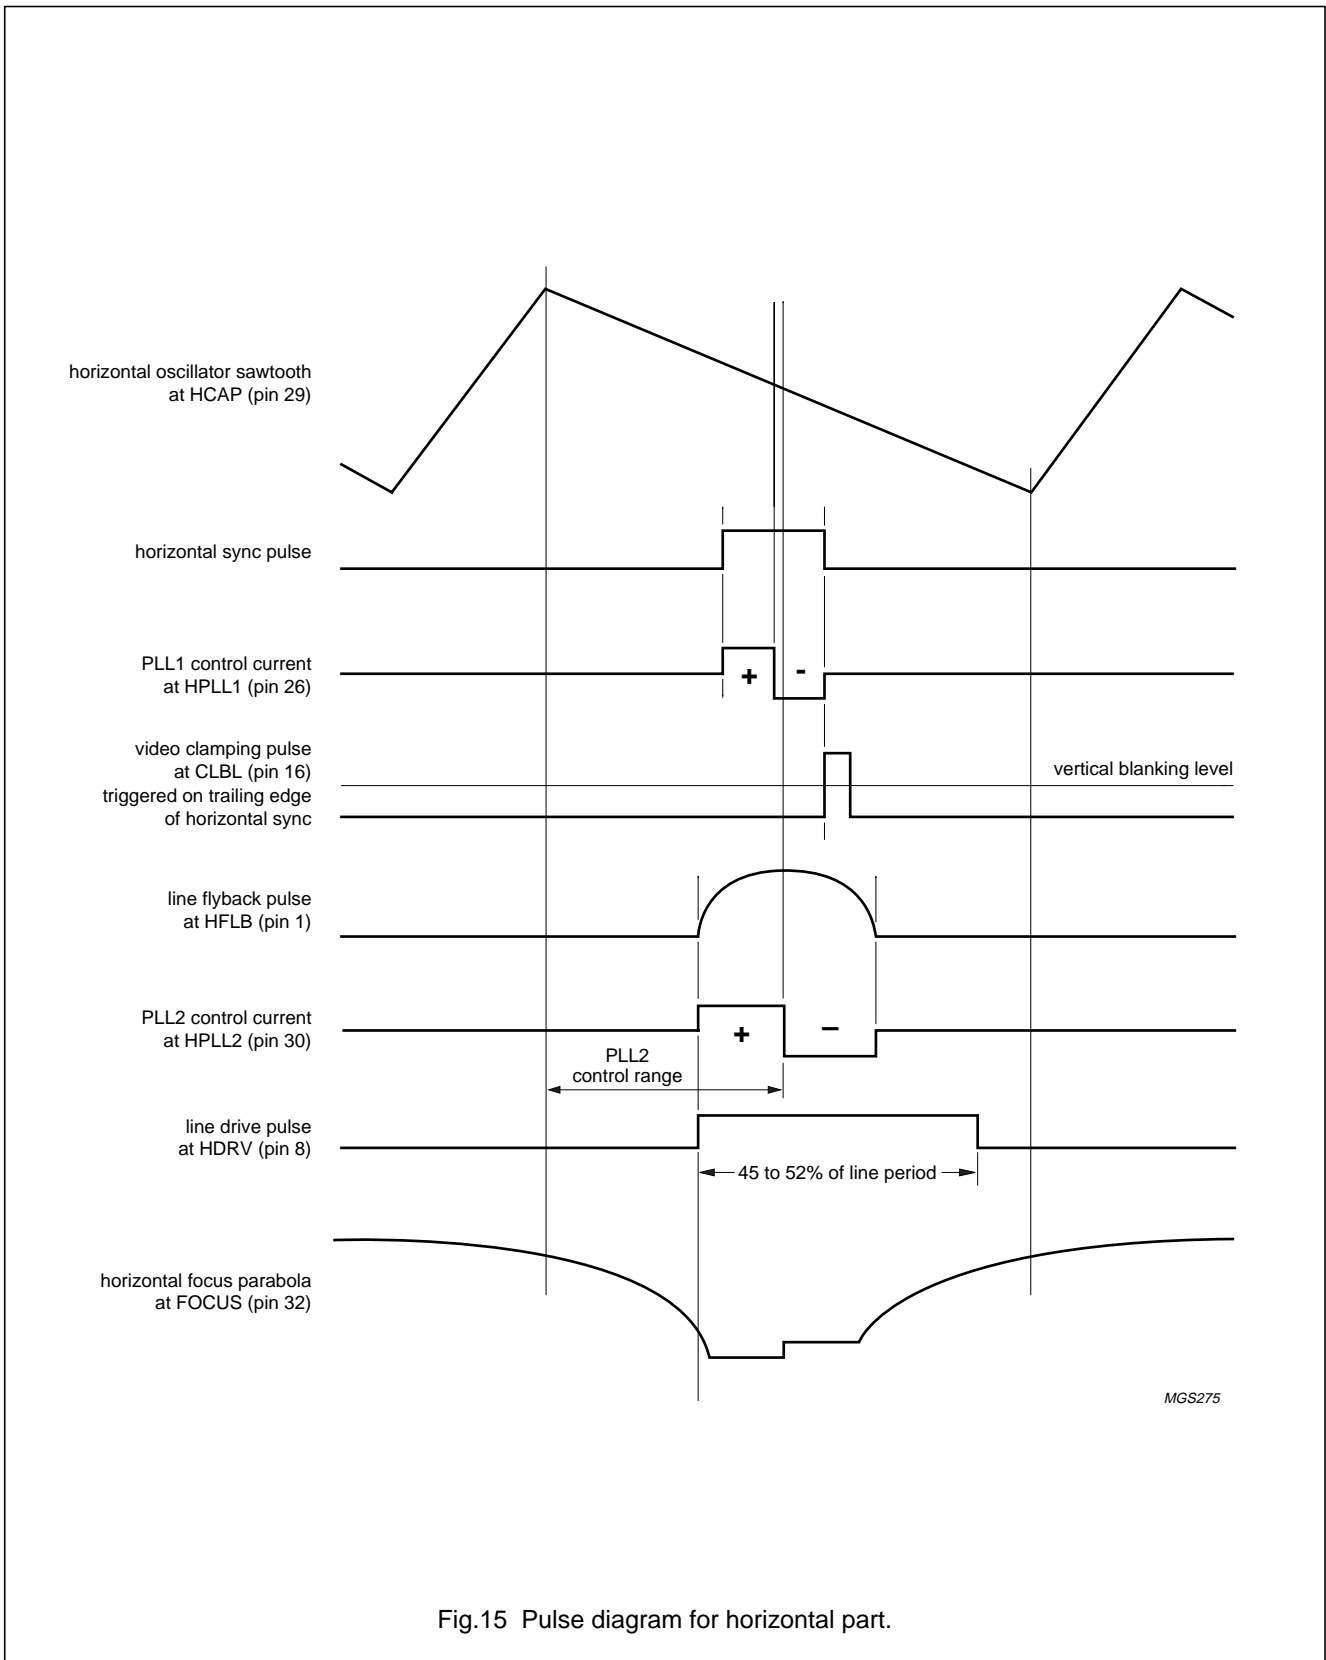 horizontal oscillator sawtooth
at HCAP (pin 29)
horizontal sync pulse
PLL1 control current
at HPLL1 (pin 26)
+
-
video clamping pulse
at CLBL (pin 16)
triggered on trailing edge
of horizontal sync
vertical blanking level
line flyback pulse
at HFLB (pin 1)
PLL2 control current
at HPLL2 (pin 30)
+
−
PLL2
control range
line drive pulse
at HDRV (pin 8)
45 to 52% of line period
horizontal focus parabola
at FOCUS (pin 32)
MGS275
Fig.15 Pulse diagram for horizontal part.